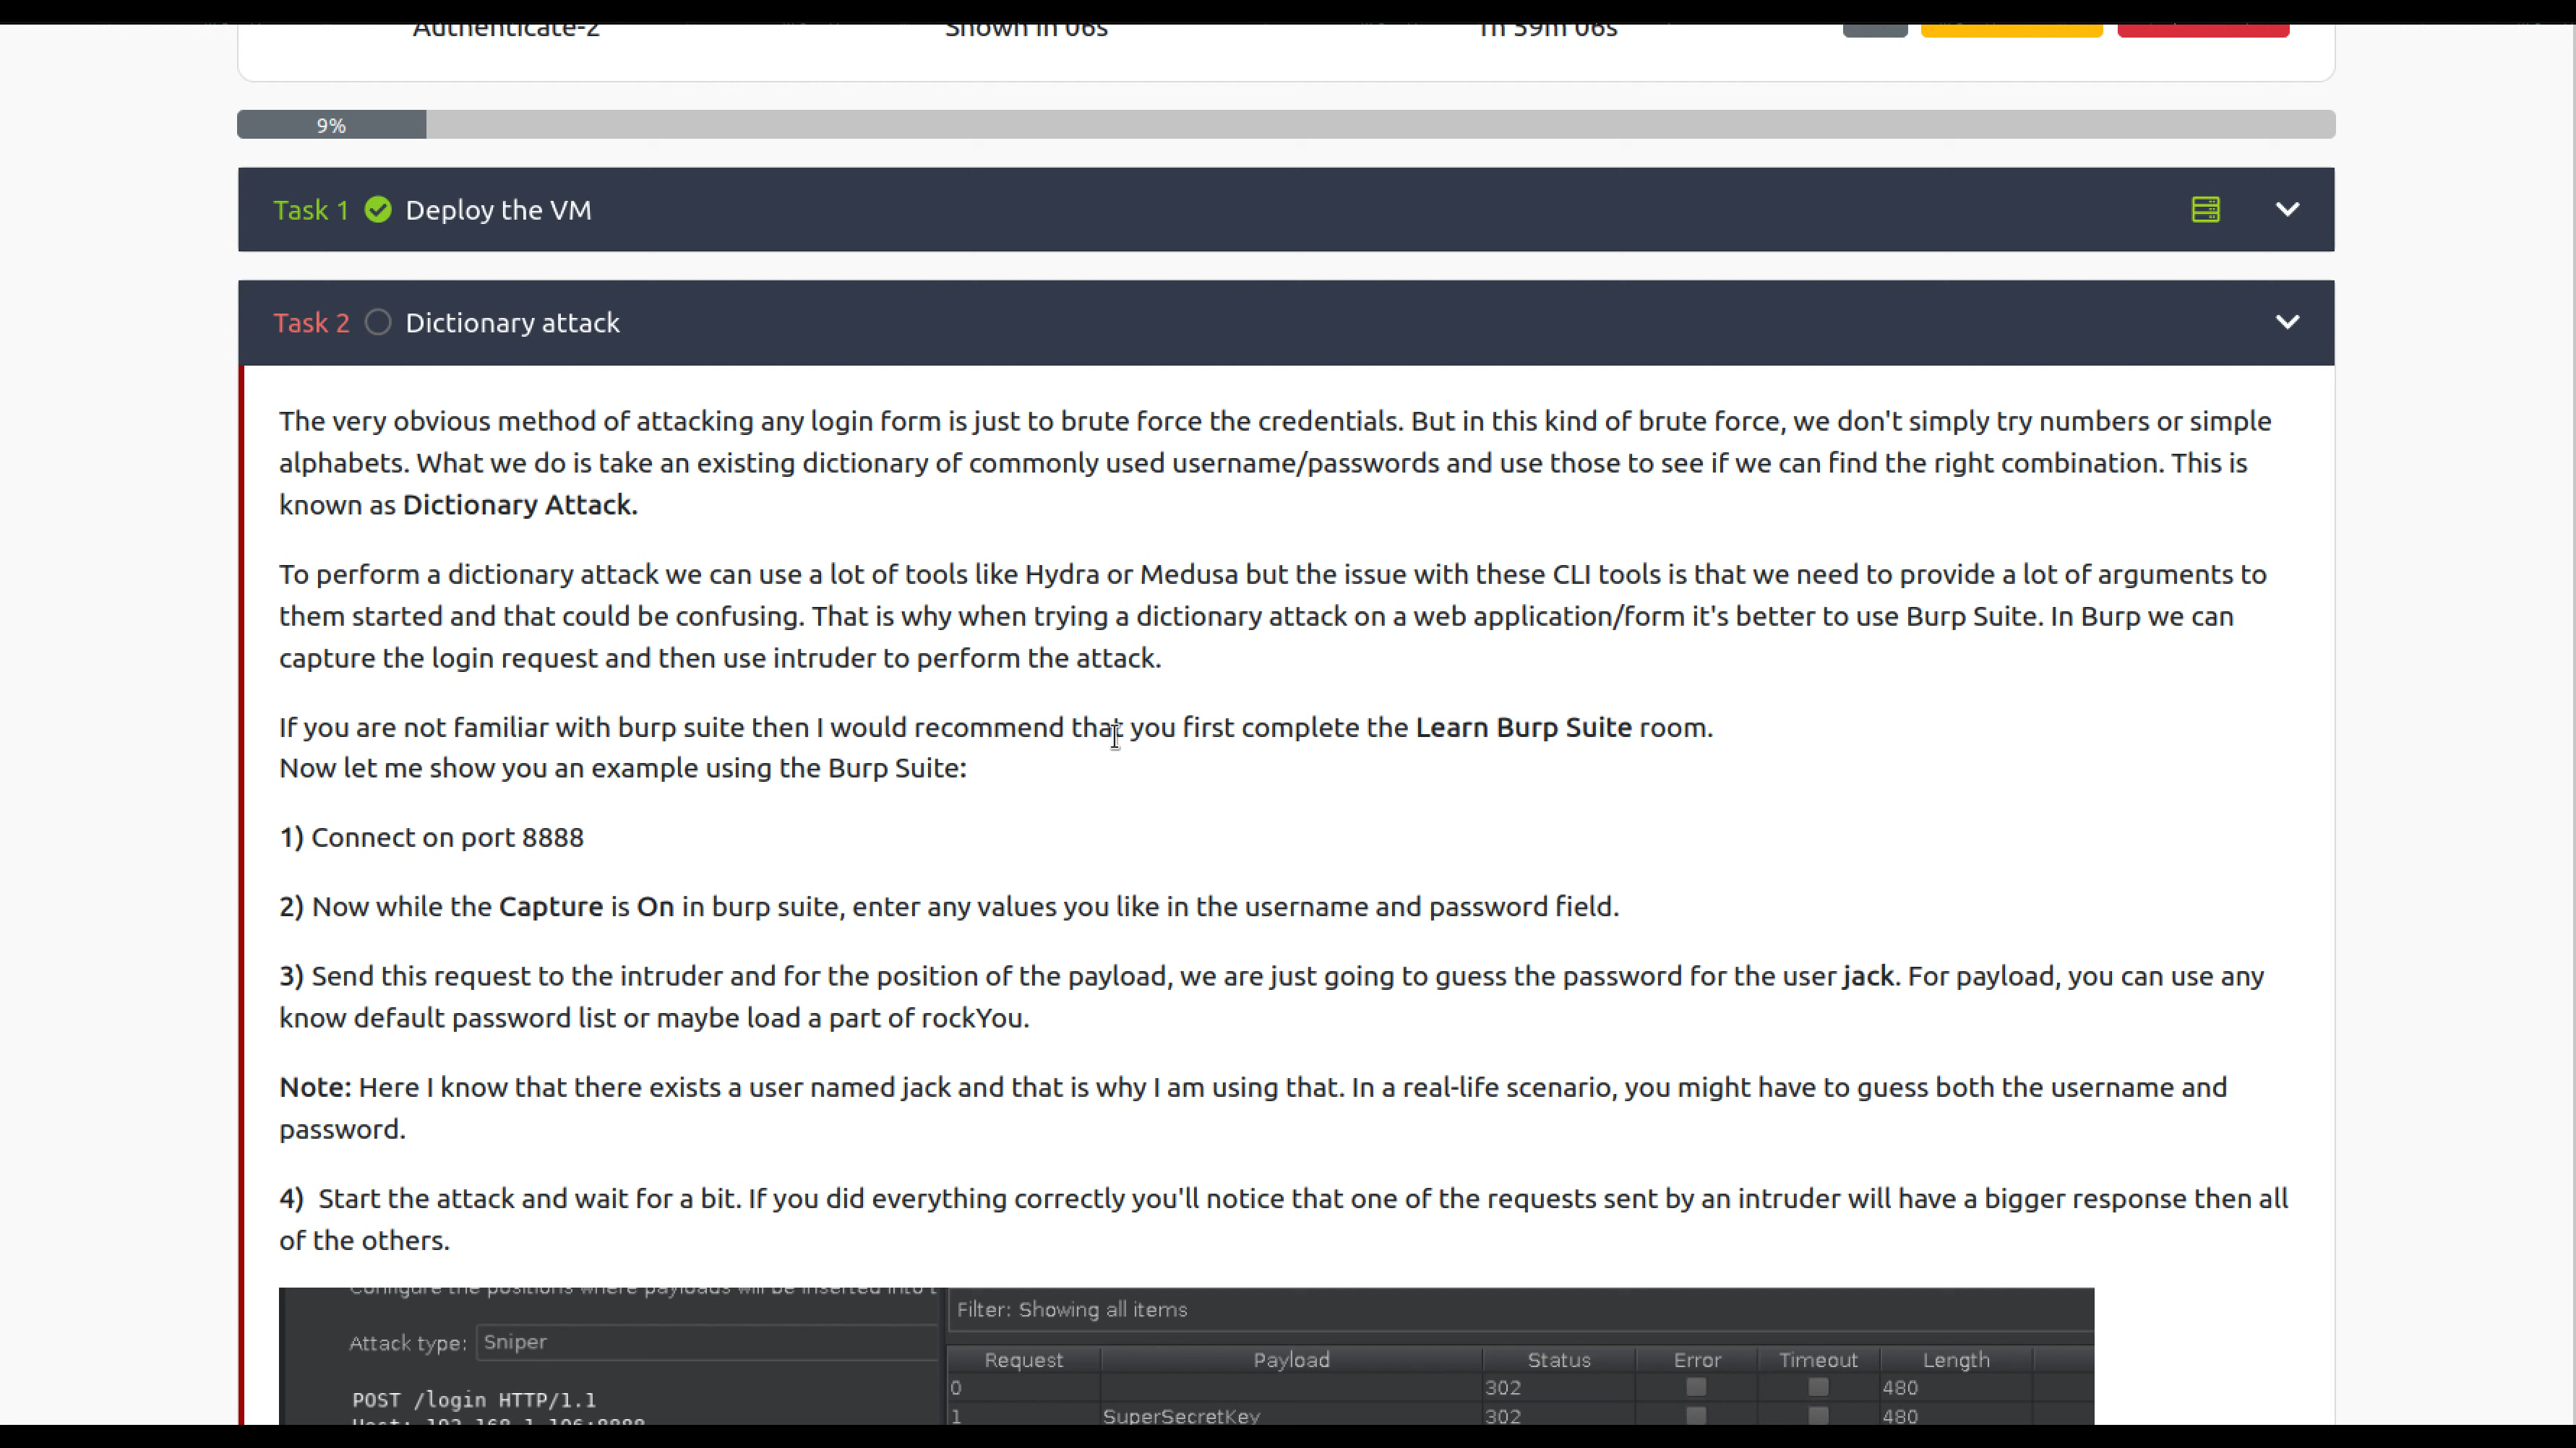 Authenticate-2 Shown in 06s 1h 59m 06s
9%
Task 1 Deploy the VM
Task 2 Dictionary attack
The very obvious method of attacking any login form is just to brute force the credentials. But in this kind of brute force, we don't simply try numbers or simple
alphabets. What we do is take an existing dictionary of commonly used username/passwords and use those to see if we can find the right combination. This is
known as Dictionary Attack.
To perform a dictionary attack we can use a lot of tools like Hydra or Medusa but the issue with these CLI tools is that we need to provide a lot of arguments to
them started and that could be confusing. That is why when trying a dictionary attack on a web application/form it's better to use Burp Suite. In Burp we can
capture the login request and then use intruder to perform the attack.
If you are not familiar with burp suite then I would recommend that you first complete the Learn Burp Suite room.
Now let me show you an example using the Burp Suite:
1) Connect on port 8888
2) Now while the Capture is On in burp suite, enter any values you like in the username and password field.
3) Send this request to the intruder and for the position of the payload, we are just going to guess the password for the user jack. For payload, you can use any
know default password list or maybe load a part of rockYou.
Note: Here I know that there exists a user named jack and that is why I am using that. In a real-life scenario, you might have to guess both the username and
password.
4) Start the attack and wait for a bit. If you did everything correctly you'll notice that one of the requests sent by an intruder will have a bigger response then all
of the others.
Configure the positions where payloads will be inserted into t
Filter: Showing all items
Attack type: Sniper
Request Payload Status Error Timeout Length
0 302 480
POST /login HTTP/1.1
1 SuperSecretKey 302 480
Host: 192.168.1.106:8888